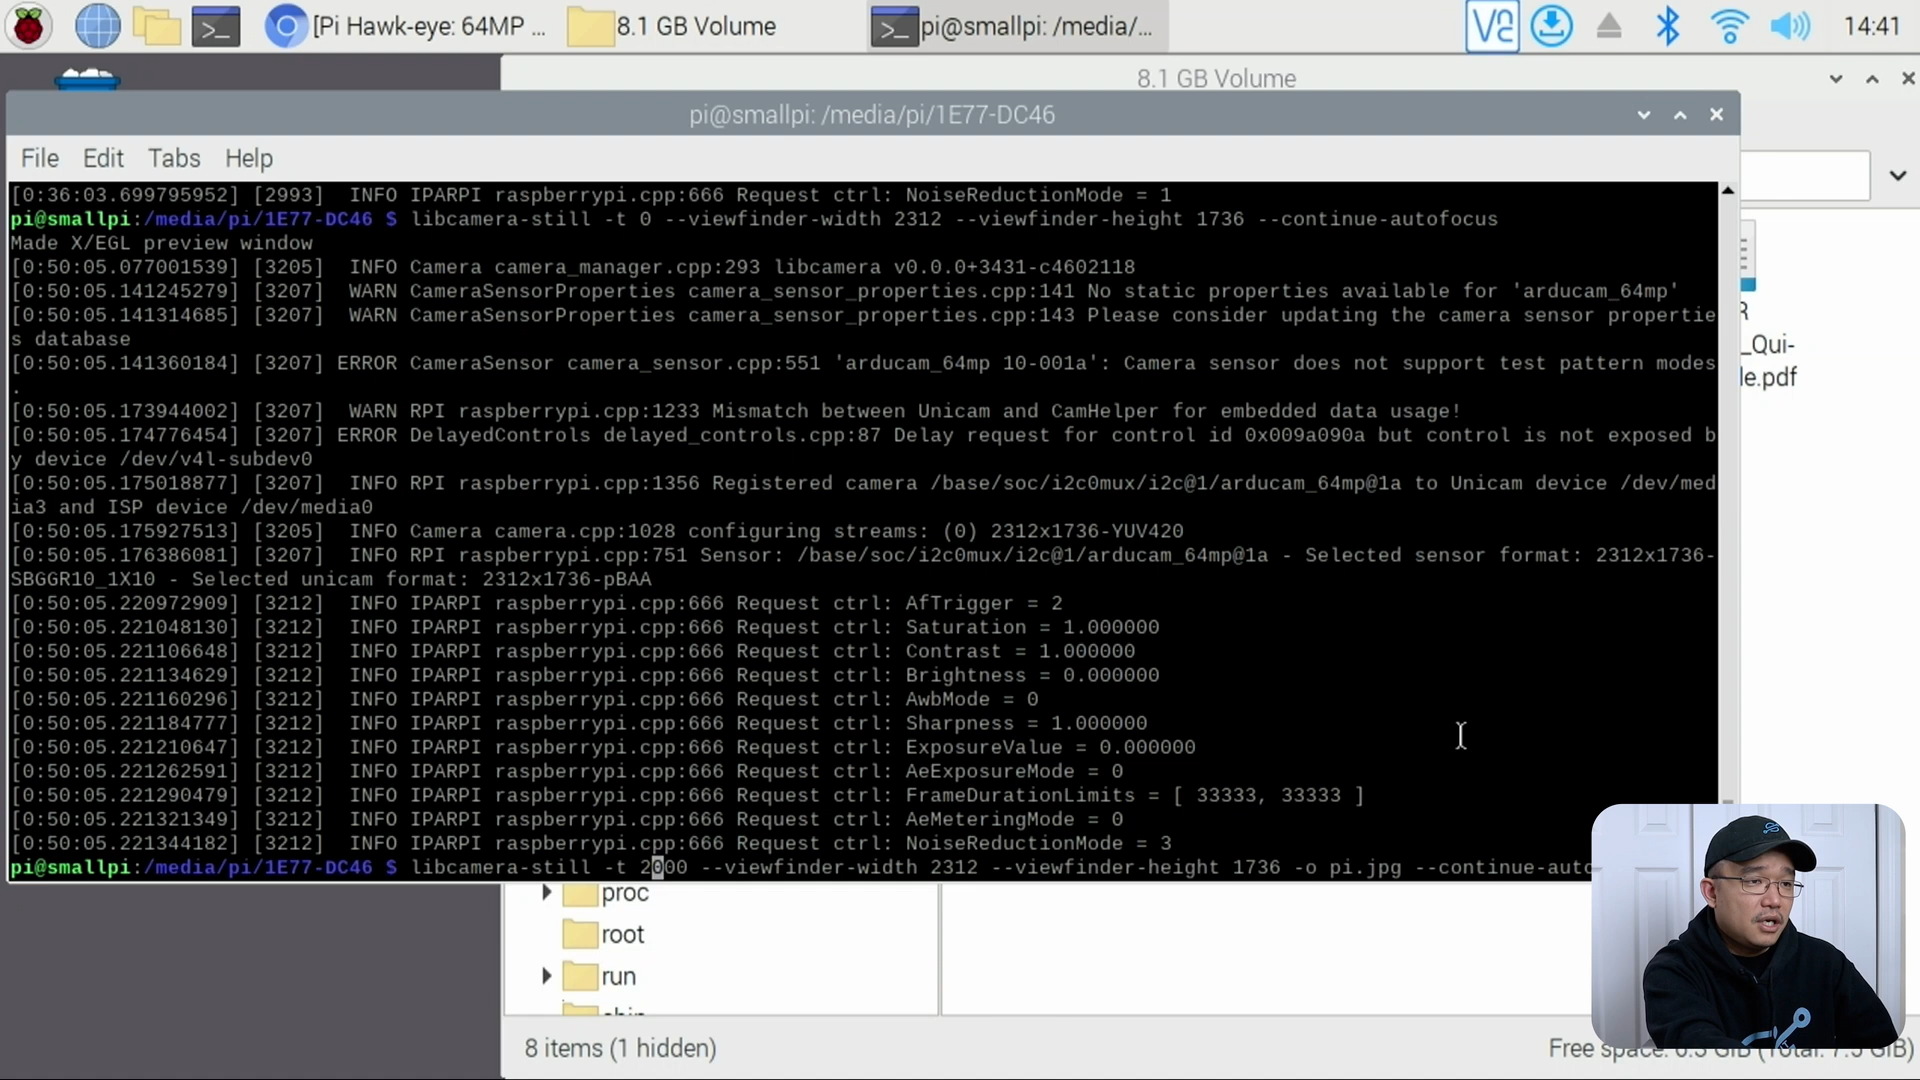 [Pi Hawk-eye: 64MP ...
8.1 GB Volume
pi@smallpi: /media/...
14:41
8.1 GB Volume
pi@smallpi: /media/pi/1E77-DC46
File Edit Tabs Help
[0:36:03.699795952] [2993]  INFO IPARPI raspberrypi.cpp:666 Request ctrl: NoiseReductionMode = 1
pi@smallpi:/media/pi/1E77-DC46 $ libcamera-still -t 0 --viewfinder-width 2312 --viewfinder-height 1736 --continue-autofocus
Made X/EGL preview window
[0:50:05.077001539] [3205]  INFO Camera camera_manager.cpp:293 libcamera v0.0.0+3431-c4602118
[0:50:05.141245279] [3207]  WARN CameraSensorProperties camera_sensor_properties.cpp:141 No static properties available for 'arducam_64mp'
[0:50:05.141314685] [3207]  WARN CameraSensorProperties camera_sensor_properties.cpp:143 Please consider updating the camera sensor propertie
s database
[0:50:05.141360184] [3207] ERROR CameraSensor camera_sensor.cpp:551 'arducam_64mp 10-001a': Camera sensor does not support test pattern modes
.
[0:50:05.173944002] [3207]  WARN RPI raspberrypi.cpp:1233 Mismatch between Unicam and CamHelper for embedded data usage!
[0:50:05.174776454] [3207] ERROR DelayedControls delayed_controls.cpp:87 Delay request for control id 0x009a090a but control is not exposed b
y device /dev/v4l-subdev0
[0:50:05.175018877] [3207]  INFO RPI raspberrypi.cpp:1356 Registered camera /base/soc/i2c0mux/i2c@1/arducam_64mp@1a to Unicam device /dev/med
ia3 and ISP device /dev/media0
[0:50:05.175927513] [3205]  INFO Camera camera.cpp:1028 configuring streams: (0) 2312x1736-YUV420
[0:50:05.176386081] [3207]  INFO RPI raspberrypi.cpp:751 Sensor: /base/soc/i2c0mux/i2c@1/arducam_64mp@1a - Selected sensor format: 2312x1736-
SBGGR10_1X10 - Selected unicam format: 2312x1736-pBAA
[0:50:05.220972909] [3212]  INFO IPARPI raspberrypi.cpp:666 Request ctrl: AfTrigger = 2
[0:50:05.221048130] [3212]  INFO IPARPI raspberrypi.cpp:666 Request ctrl: Saturation = 1.000000
[0:50:05.221106648] [3212]  INFO IPARPI raspberrypi.cpp:666 Request ctrl: Contrast = 1.000000
[0:50:05.221134629] [3212]  INFO IPARPI raspberrypi.cpp:666 Request ctrl: Brightness = 0.000000
[0:50:05.221160296] [3212]  INFO IPARPI raspberrypi.cpp:666 Request ctrl: AwbMode = 0
[0:50:05.221184777] [3212]  INFO IPARPI raspberrypi.cpp:666 Request ctrl: Sharpness = 1.000000
[0:50:05.221210647] [3212]  INFO IPARPI raspberrypi.cpp:666 Request ctrl: ExposureValue = 0.000000
[0:50:05.221262591] [3212]  INFO IPARPI raspberrypi.cpp:666 Request ctrl: AeExposureMode = 0
[0:50:05.221290479] [3212]  INFO IPARPI raspberrypi.cpp:666 Request ctrl: FrameDurationLimits = [ 33333, 33333 ]
[0:50:05.221321349] [3212]  INFO IPARPI raspberrypi.cpp:666 Request ctrl: AeMeteringMode = 0
[0:50:05.221344182] [3212]  INFO IPARPI raspberrypi.cpp:666 Request ctrl: NoiseReductionMode = 3
pi@smallpi:/media/pi/1E77-DC46 $ libcamera-still -t 2000 --viewfinder-width 2312 --viewfinder-height 1736 -o pi.jpg --continue-auto
R
_Qui-
le.pdf
proc
root
run
8 items (1 hidden)
Free space: